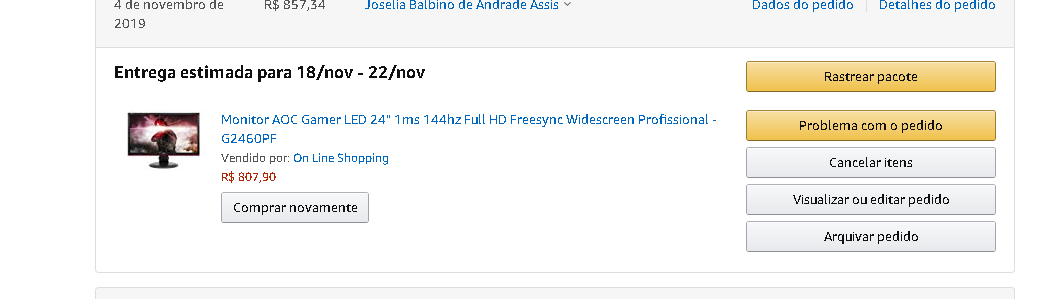 4 de novembro de 2019
R$ 857,34
Joselia Balbino de Andrade Assis
Dados do pedido
Detalhes do pedido
Entrega estimada para 18/nov - 22/nov
Monitor AOC Gamer LED 24" 1ms 144hz Full HD Freesync Widescreen Profissional -
G2460PF
Vendido por: On Line Shopping
R$ 807,90
Comprar novamente
Rastrear pacote
Problema com o pedido
Cancelar itens
Visualizar ou editar pedido
Arquivar pedido